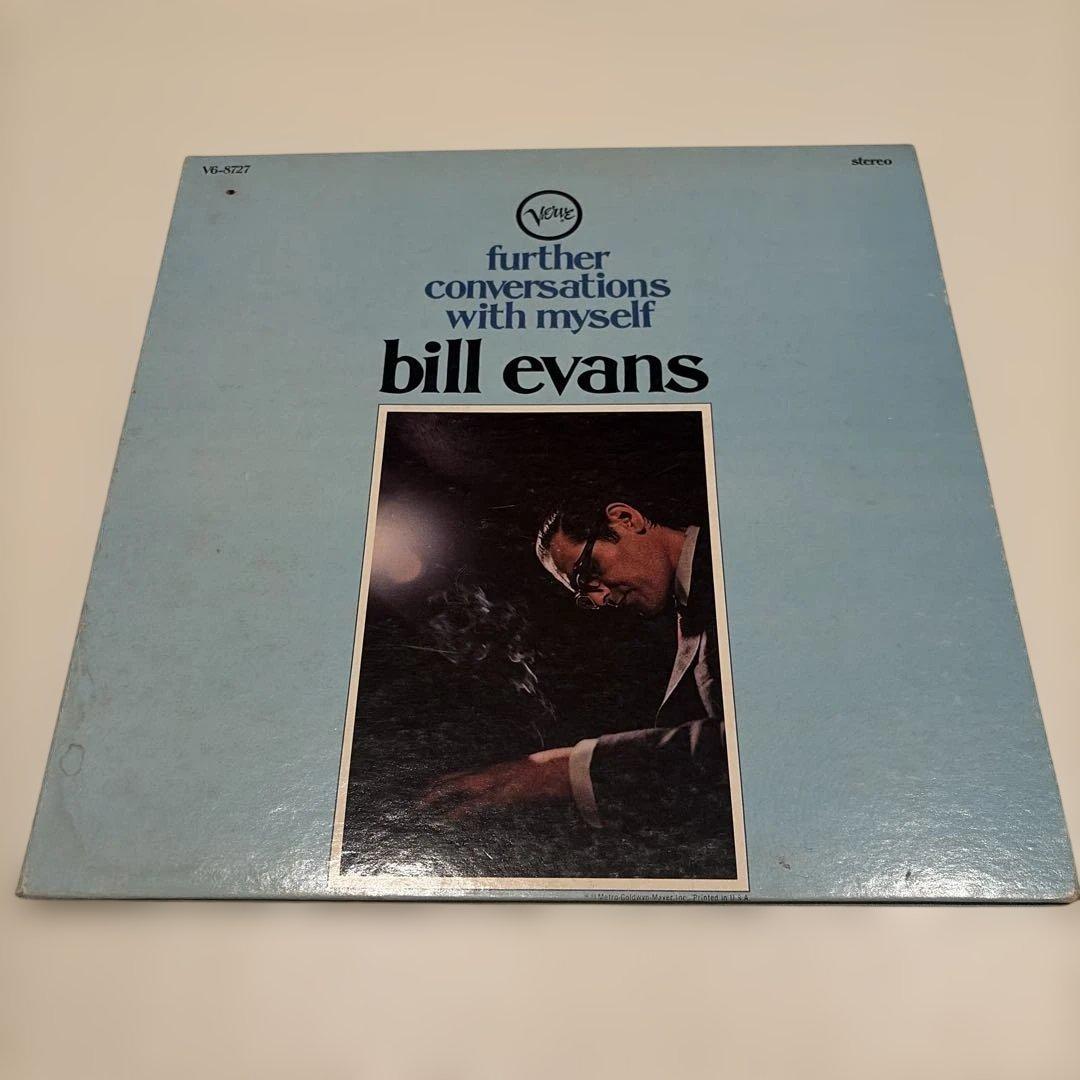 V6-8727
stereo
Verve
further
conversations
with myself
bill evans
Metro-Goldwyn-Mayer, Inc., Printed in U.S.A.